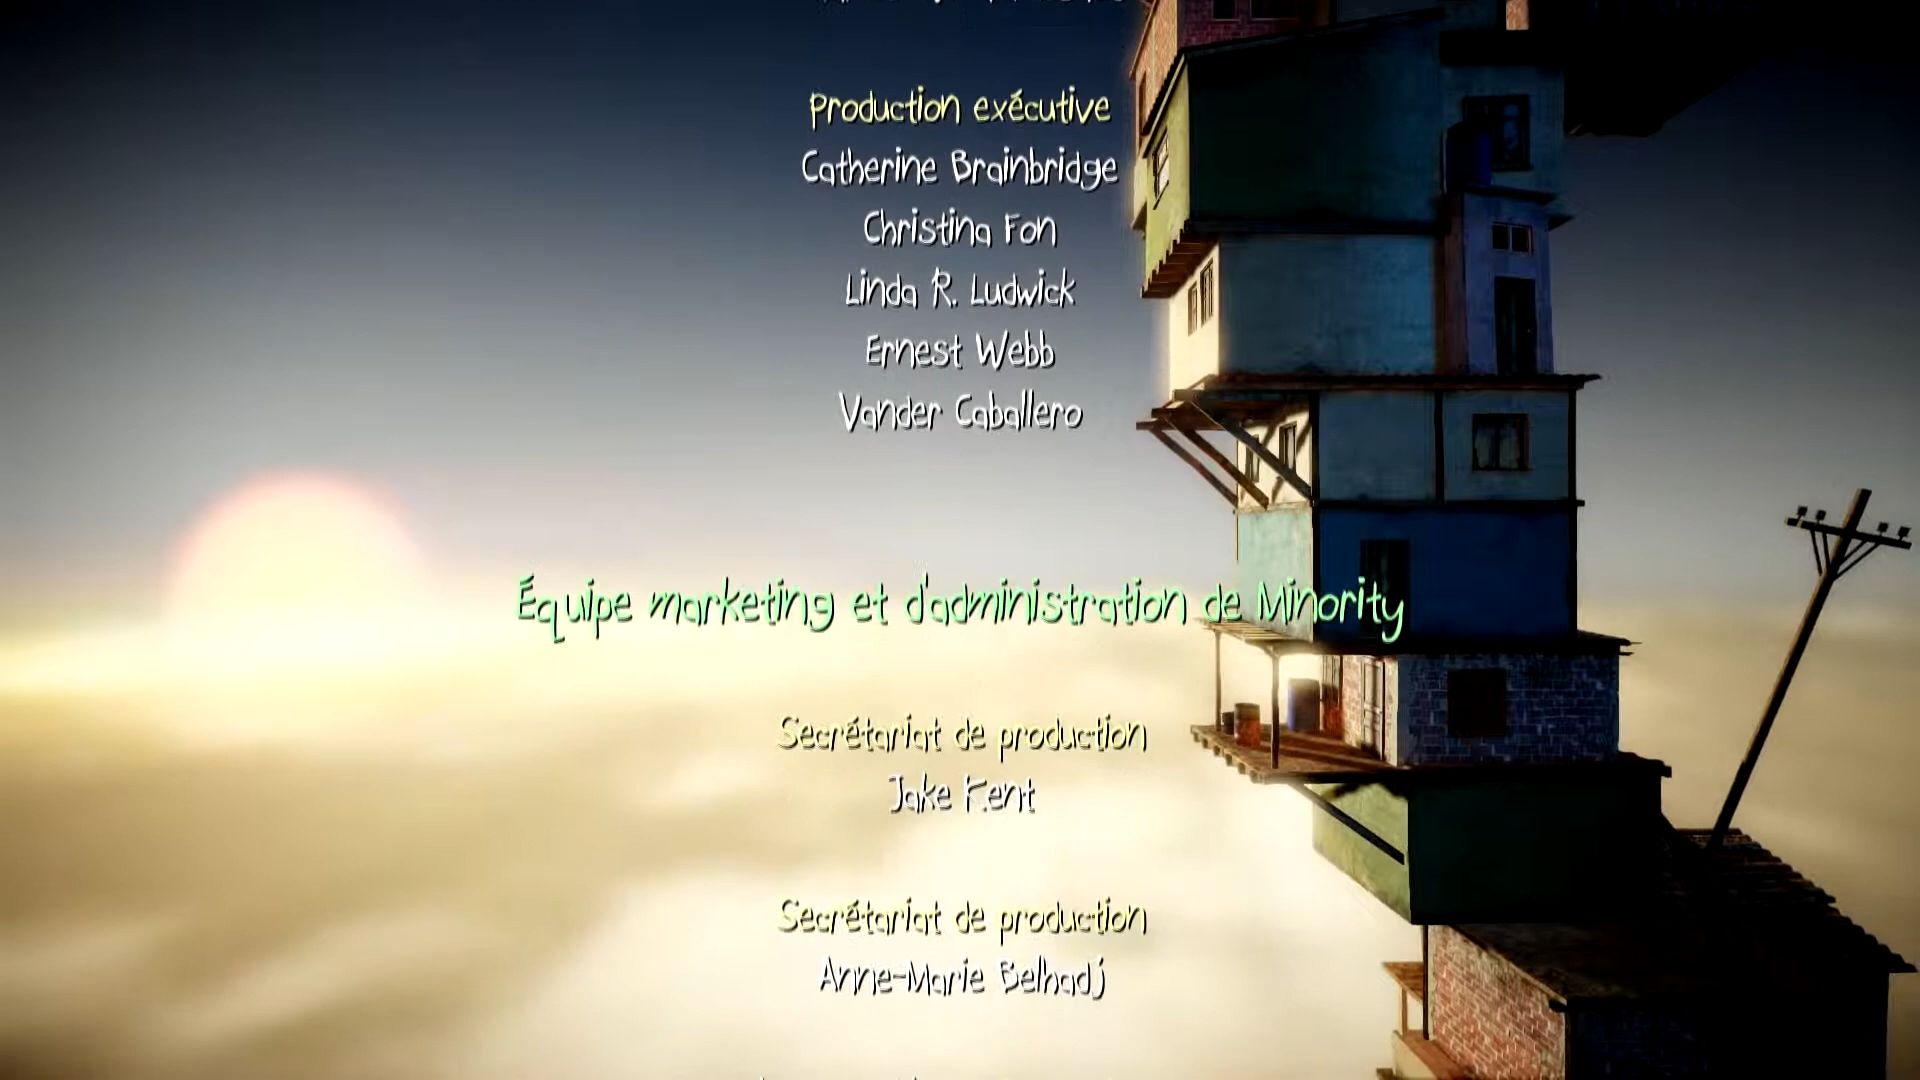 Production exécutive
Catherine Brainbridge
Christina Fon
Linda R. Ludwick
Ernest Webb
Vander Caballero
Équipe marketing et d'administration de Minority
Secrétariat de production
Jake Kent
Secrétariat de production
Anne-Marie Belhadj